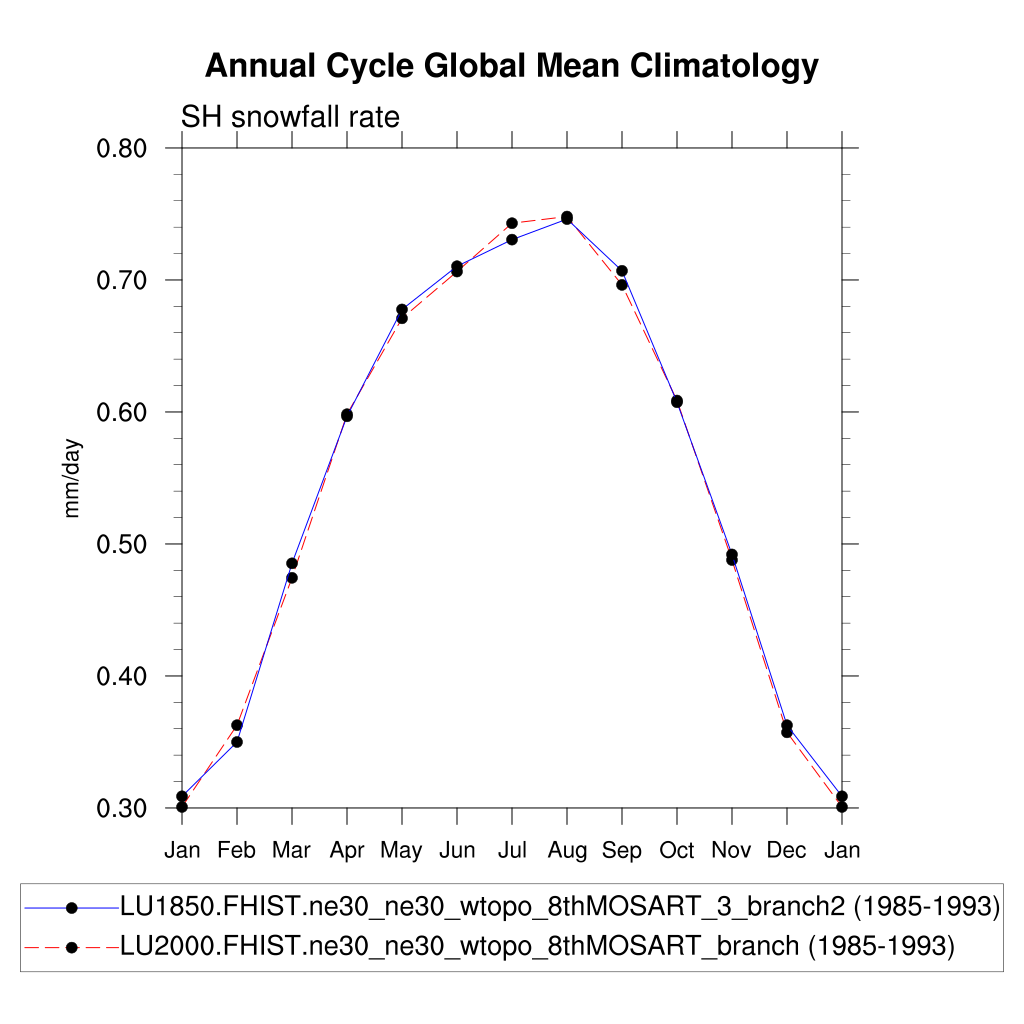 Annual Cycle Global Mean Climatology
SH snowfall rate
0.80
0.70
0.60
0.50
0.40
0.30
mm/day
Jan Feb Mar Apr May Jun Jul Aug Sep Oct Nov Dec Jan
LU1850.FHIST.ne30_ne30_wtopo_8thMOSART_3_branch2 (1985-1993)
LU2000.FHIST.ne30_ne30_wtopo_8thMOSART_branch (1985-1993)